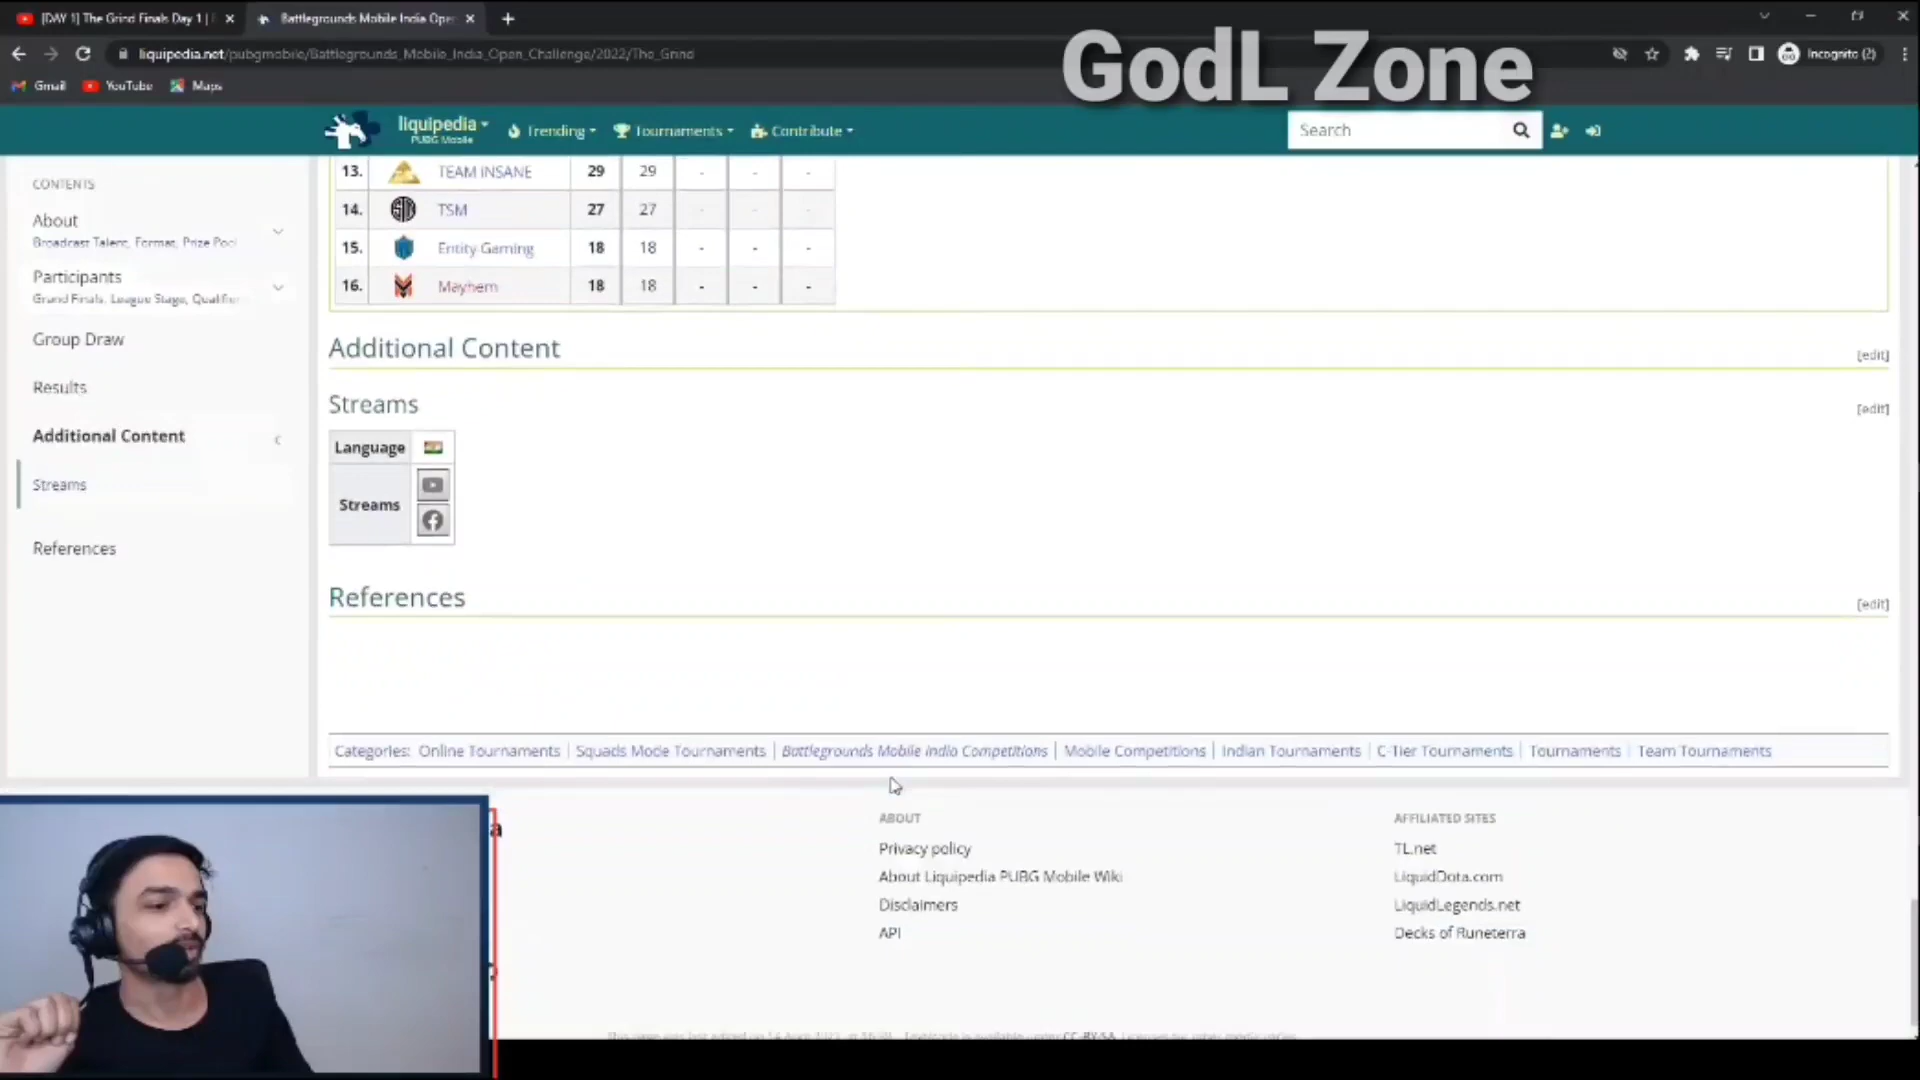 [DAY 1] The Grind Finals Day 1 |
Battlegrounds Mobile India Ope
liquipedia.net/pubgmobile/Battlegrounds_Mobile_India_Open_Challenge/2022/The_Grind
Incognito (2)
Gmail YouTube Maps
GodL Zone
liquipedia
PUBG Mobile
Trending Tournaments Contribute
Search
CONTENTS
About
Broadcast Talent, Format, Prize Pool
Participants
Grand Finals, League Stage, Qualifier
Group Draw
Results
Additional Content
Streams
References
13. TEAM INSANE 29 29 - - -
14. TSM 27 27 - - -
15. Entity Gaming 18 18 - - -
16. Mayhem 18 18 - - -
Additional Content [edit]
Streams [edit]
Language
Streams
References [edit]
Categories: Online Tournaments | Squads Mode Tournaments | Battlegrounds Mobile India Competitions | Mobile Competitions | Indian Tournaments | C-Tier Tournaments | Tournaments | Team Tournaments
ABOUT
Privacy policy
About Liquipedia PUBG Mobile Wiki
Disclaimers
API
AFFILIATED SITES
TL.net
LiquidDota.com
LiquidLegends.net
Decks of Runeterra